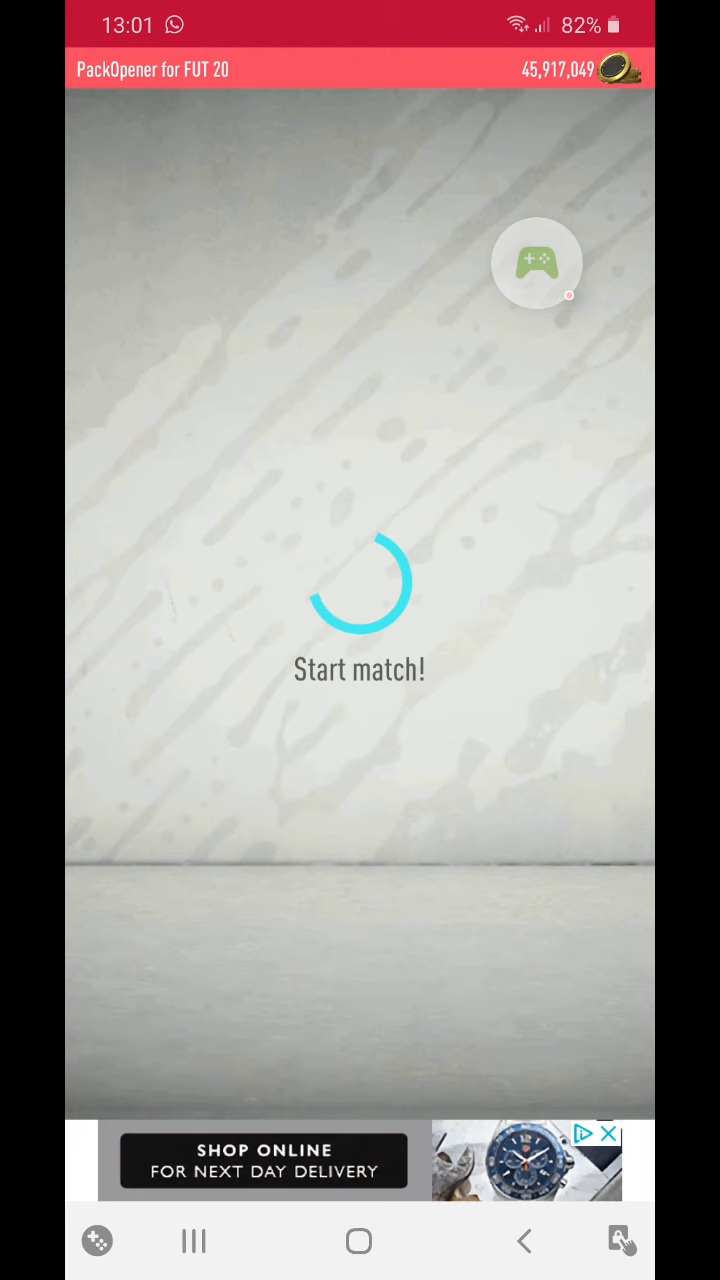 13:01
82%
PackOpener for FUT 20
45,917,049
Start match!
SHOP ONLINE
FOR NEXT DAY DELIVERY